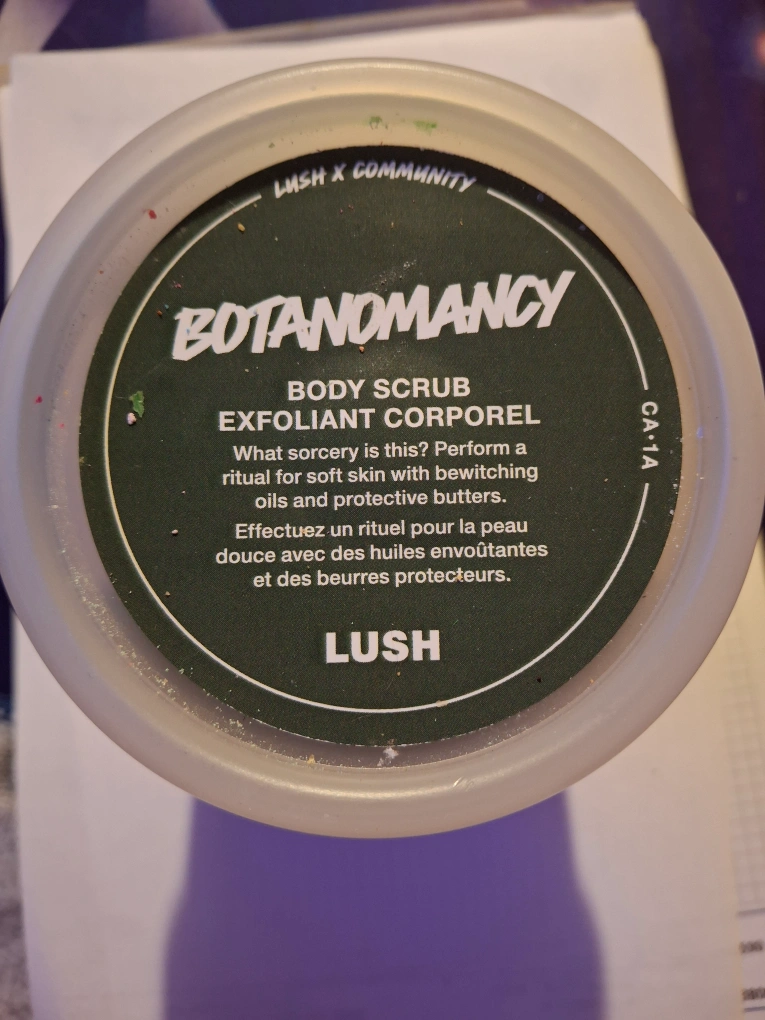 LUSH X COMMUNITY
BOTANOMANCY
BODY SCRUB
EXFOLIANT CORPOREL
CA•1A
What sorcery is this? Perform a
ritual for soft skin with bewitching
oils and protective butters.
Effectuez un rituel pour la peau
douce avec des huiles envoûtantes
et des beurres protecteurs.
LUSH